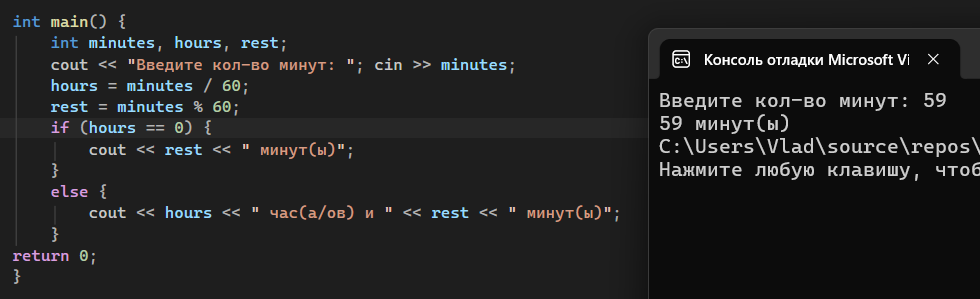 int main() {
int minutes, hours, rest;
cout << "Введите кол-во минут: "; cin >> minutes;
hours = minutes / 60;
rest = minutes % 60;
if (hours == 0) {
cout << rest << " минут(ы)";
}
else {
cout << hours << " час(а/ов) и " << rest << " минут(ы)";
}
return 0;
}
Консоль отладки Microsoft Vi
Введите кол-во минут: 59
59 минут(ы)
C:\Users\Vlad\source\repos\
Нажмите любую клавишу, чтоб